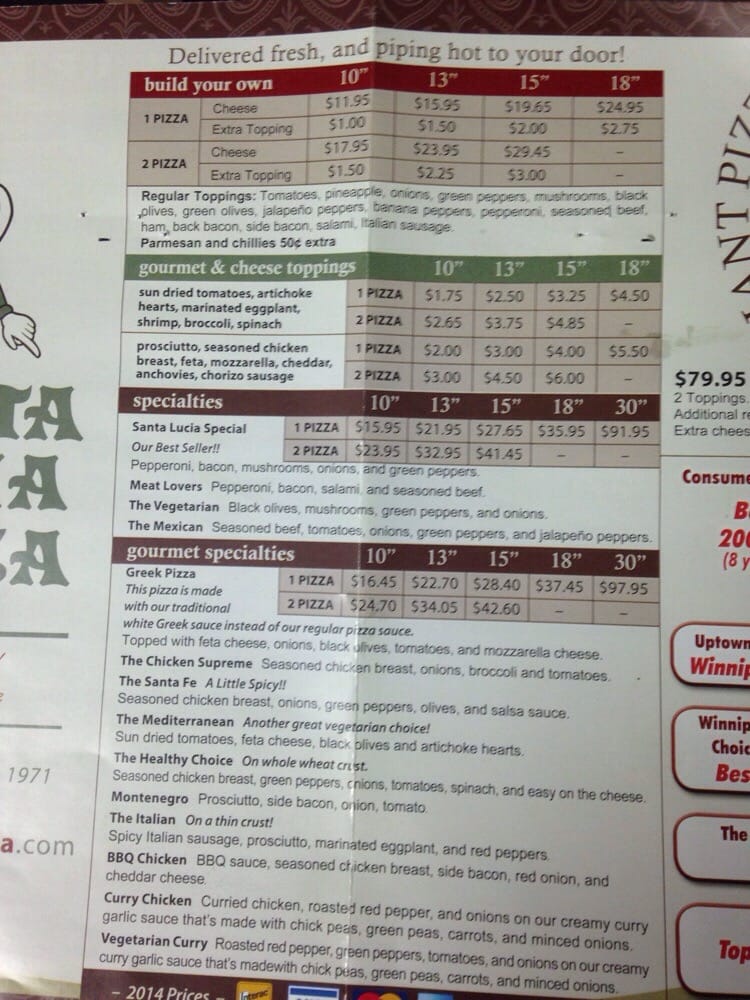 Delivered fresh, and piping hot to your door!
build your own 10" 13" 15" 18"
1 PIZZA Cheese $11.95 $15.95 $19.65 $24.95
Extra Topping $1.00 $1.50 $2.00 $2.75
2 PIZZA Cheese $17.95 $23.95 $29.45 –
Extra Topping $1.50 $2.25 $3.00 –
Regular Toppings: Tomatoes, pineapple, onions, green peppers, mushrooms, black
olives, green olives, jalapeño peppers, banana peppers, pepperoni, seasoned beef,
ham, back bacon, side bacon, salami, Italian sausage.
Parmesan and chillies 50¢ extra
gourmet & cheese toppings 10" 13" 15" 18"
sun dried tomatoes, artichoke
hearts, marinated eggplant,
shrimp, broccoli, spinach
1 PIZZA $1.75 $2.50 $3.25 $4.50
2 PIZZA $2.65 $3.75 $4.85 –
prosciutto, seasoned chicken
breast, feta, mozzarella, cheddar,
anchovies, chorizo sausage
1 PIZZA $2.00 $3.00 $4.00 $5.50
2 PIZZA $3.00 $4.50 $6.00 –
specialties 10" 13" 15" 18" 30"
Santa Lucia Special 1 PIZZA $15.95 $21.95 $27.65 $35.95 $91.95
Our Best Seller!! 2 PIZZA $23.95 $32.95 $41.45 – –
Pepperoni, bacon, mushrooms, onions, and green peppers.
Meat Lovers Pepperoni, bacon, salami, and seasoned beef.
The Vegetarian Black olives, mushrooms, green peppers, and onions.
The Mexican Seasoned beef, tomatoes, onions, green peppers, and jalapeño peppers.
gourmet specialties 10" 13" 15" 18" 30"
Greek Pizza 1 PIZZA $16.45 $22.70 $28.40 $37.45 $97.95
This pizza is made
with our traditional 2 PIZZA $24.70 $34.05 $42.60 – –
white Greek sauce instead of our regular pizza sauce.
Topped with feta cheese, onions, black olives, tomatoes, and mozzarella cheese.
The Chicken Supreme Seasoned chicken breast, onions, broccoli and tomatoes.
The Santa Fe A Little Spicy!!
Seasoned chicken breast, onions, green peppers, olives, and salsa sauce.
The Mediterranean Another great vegetarian choice!
Sun dried tomatoes, feta cheese, black olives and artichoke hearts.
The Healthy Choice On whole wheat crust.
Seasoned chicken breast, green peppers, onions, tomatoes, spinach, and easy on the cheese.
Montenegro Prosciutto, side bacon, onion, tomato.
The Italian On a thin crust!
Spicy Italian sausage, prosciutto, marinated eggplant, and red peppers.
BBQ Chicken BBQ sauce, seasoned chicken breast, side bacon, red onion, and
cheddar cheese.
Curry Chicken Curried chicken, roasted red pepper, and onions on our creamy curry
garlic sauce that's made with chick peas, green peas, carrots, and minced onions.
Vegetarian Curry Roasted red pepper, green peppers, tomatoes, and onions on our creamy
curry garlic sauce that's madewith chick peas, green peas, carrots, and minced onions.
– 2014 Prices –
1971
a.com
$79.95
2 Toppings.
Additional
Extra chees
Consume
200
(8 y
Uptown
Winnip
Winnip
Choic
Bes
The
Top